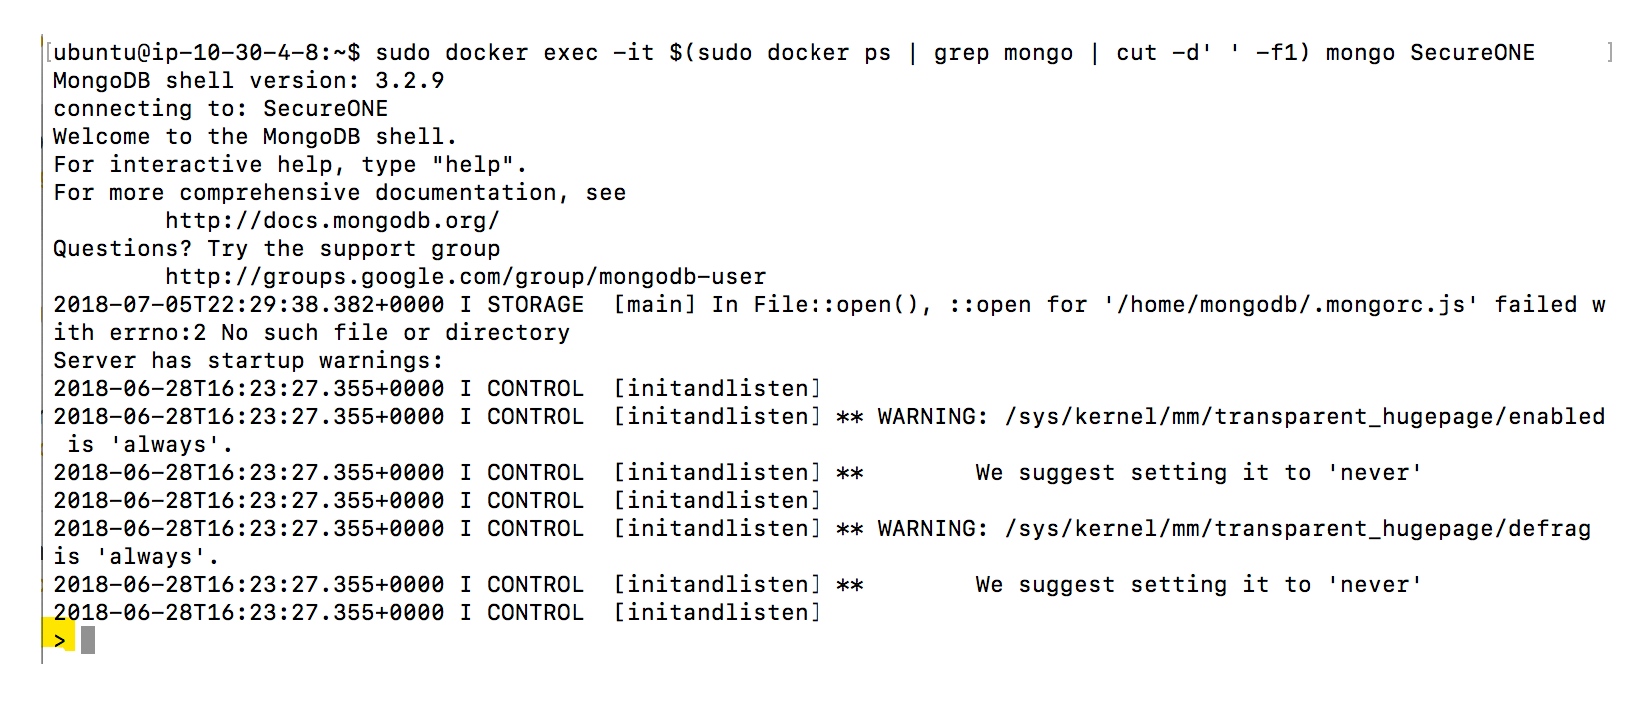 [ubuntu@ip-10-30-4-8:~$ sudo docker exec -it $(sudo docker ps | grep mongo | cut -d' ' -f1) mongo SecureONE ]
MongoDB shell version: 3.2.9
connecting to: SecureONE
Welcome to the MongoDB shell.
For interactive help, type "help".
For more comprehensive documentation, see
        http://docs.mongodb.org/
Questions? Try the support group
        http://groups.google.com/group/mongodb-user
2018-07-05T22:29:38.382+0000 I STORAGE  [main] In File::open(), ::open for '/home/mongodb/.mongorc.js' failed w
ith errno:2 No such file or directory
Server has startup warnings:
2018-06-28T16:23:27.355+0000 I CONTROL  [initandlisten]
2018-06-28T16:23:27.355+0000 I CONTROL  [initandlisten] ** WARNING: /sys/kernel/mm/transparent_hugepage/enabled
 is 'always'.
2018-06-28T16:23:27.355+0000 I CONTROL  [initandlisten] **        We suggest setting it to 'never'
2018-06-28T16:23:27.355+0000 I CONTROL  [initandlisten]
2018-06-28T16:23:27.355+0000 I CONTROL  [initandlisten] ** WARNING: /sys/kernel/mm/transparent_hugepage/defrag
is 'always'.
2018-06-28T16:23:27.355+0000 I CONTROL  [initandlisten] **        We suggest setting it to 'never'
2018-06-28T16:23:27.355+0000 I CONTROL  [initandlisten]
>